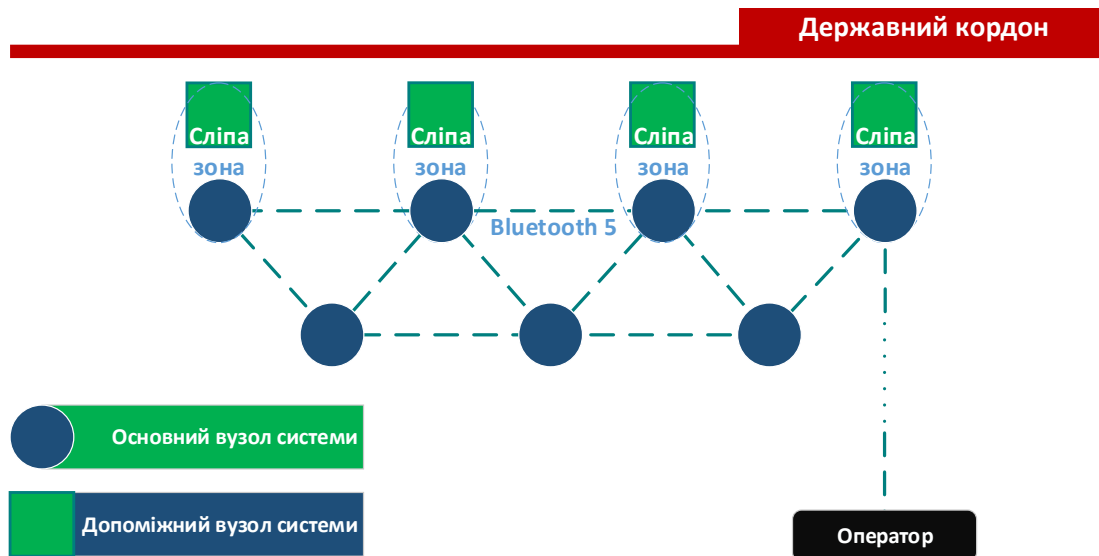 Державний кордон
Сліпа
зона
Сліпа
зона
Сліпа
зона
Сліпа
зона
Bluetooth 5
Основний вузол системи
Допоміжний вузол системи
Оператор